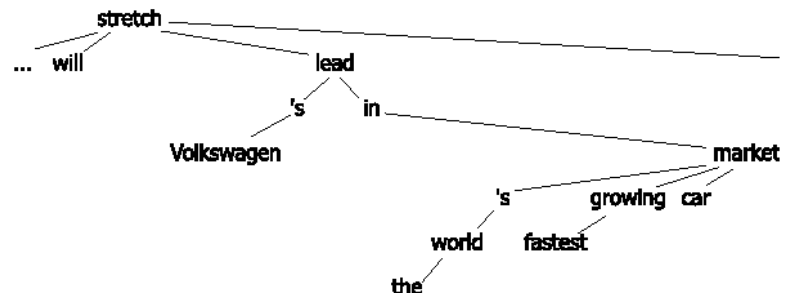 stretch
... will lead
's in
Volkswagen market
's growing car
world fastest
the